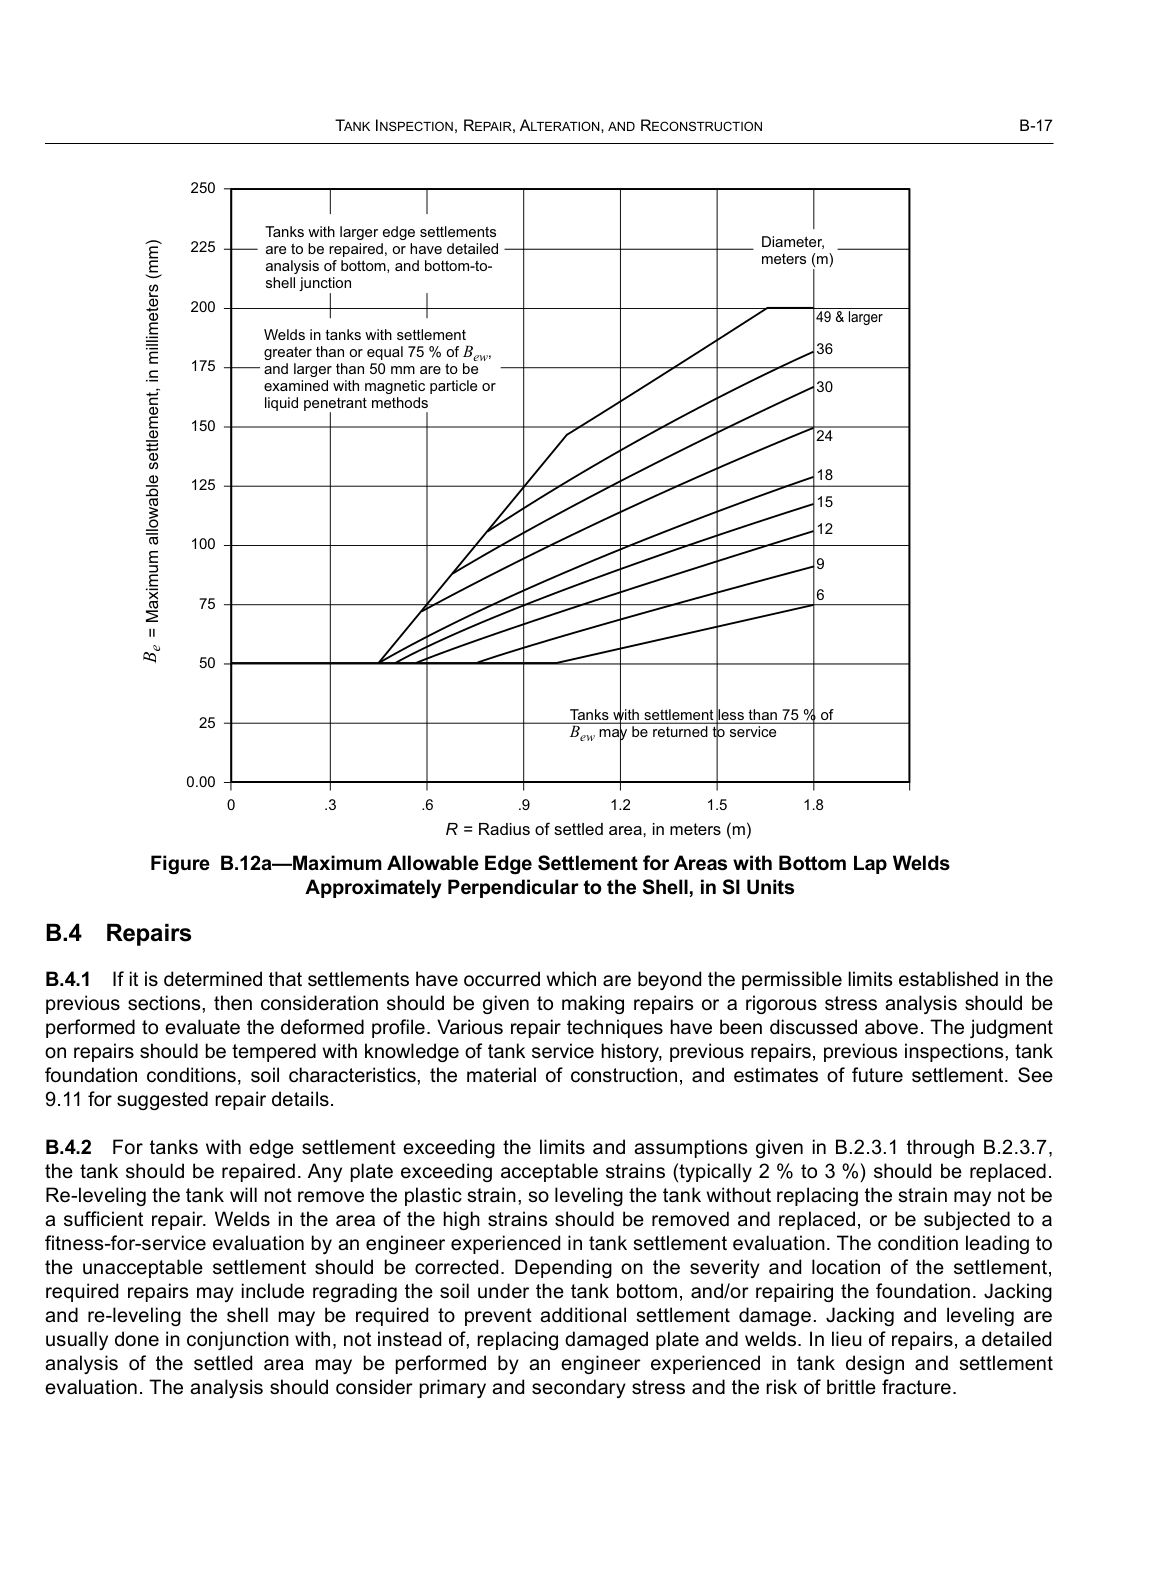 TANK INSPECTION, REPAIR, ALTERATION, AND RECONSTRUCTION B-17
250
225
200
175
150
125
100
75
50
25
0.00
Be = Maximum allowable settlement, in millimeters (mm)
Tanks with larger edge settlements
are to be repaired, or have detailed
analysis of bottom, and bottom-to-
shell junction
Welds in tanks with settlement
greater than or equal 75 % of Bew,
and larger than 50 mm are to be
examined with magnetic particle or
liquid penetrant methods
Diameter,
meters (m)
49 & larger
36
30
24
18
15
12
9
6
Tanks with settlement less than 75 % of
Bew may be returned to service
0 .3 .6 .9 1.2 1.5 1.8
R = Radius of settled area, in meters (m)
Figure B.12a—Maximum Allowable Edge Settlement for Areas with Bottom Lap Welds
Approximately Perpendicular to the Shell, in SI Units
B.4 Repairs
B.4.1 If it is determined that settlements have occurred which are beyond the permissible limits established in the
previous sections, then consideration should be given to making repairs or a rigorous stress analysis should be
performed to evaluate the deformed profile. Various repair techniques have been discussed above. The judgment
on repairs should be tempered with knowledge of tank service history, previous repairs, previous inspections, tank
foundation conditions, soil characteristics, the material of construction, and estimates of future settlement. See
9.11 for suggested repair details.
B.4.2 For tanks with edge settlement exceeding the limits and assumptions given in B.2.3.1 through B.2.3.7,
the tank should be repaired. Any plate exceeding acceptable strains (typically 2 % to 3 %) should be replaced.
Re-leveling the tank will not remove the plastic strain, so leveling the tank without replacing the strain may not be
a sufficient repair. Welds in the area of the high strains should be removed and replaced, or be subjected to a
fitness-for-service evaluation by an engineer experienced in tank settlement evaluation. The condition leading to
the unacceptable settlement should be corrected. Depending on the severity and location of the settlement,
required repairs may include regrading the soil under the tank bottom, and/or repairing the foundation. Jacking
and re-leveling the shell may be required to prevent additional settlement damage. Jacking and leveling are
usually done in conjunction with, not instead of, replacing damaged plate and welds. In lieu of repairs, a detailed
analysis of the settled area may be performed by an engineer experienced in tank design and settlement
evaluation. The analysis should consider primary and secondary stress and the risk of brittle fracture.